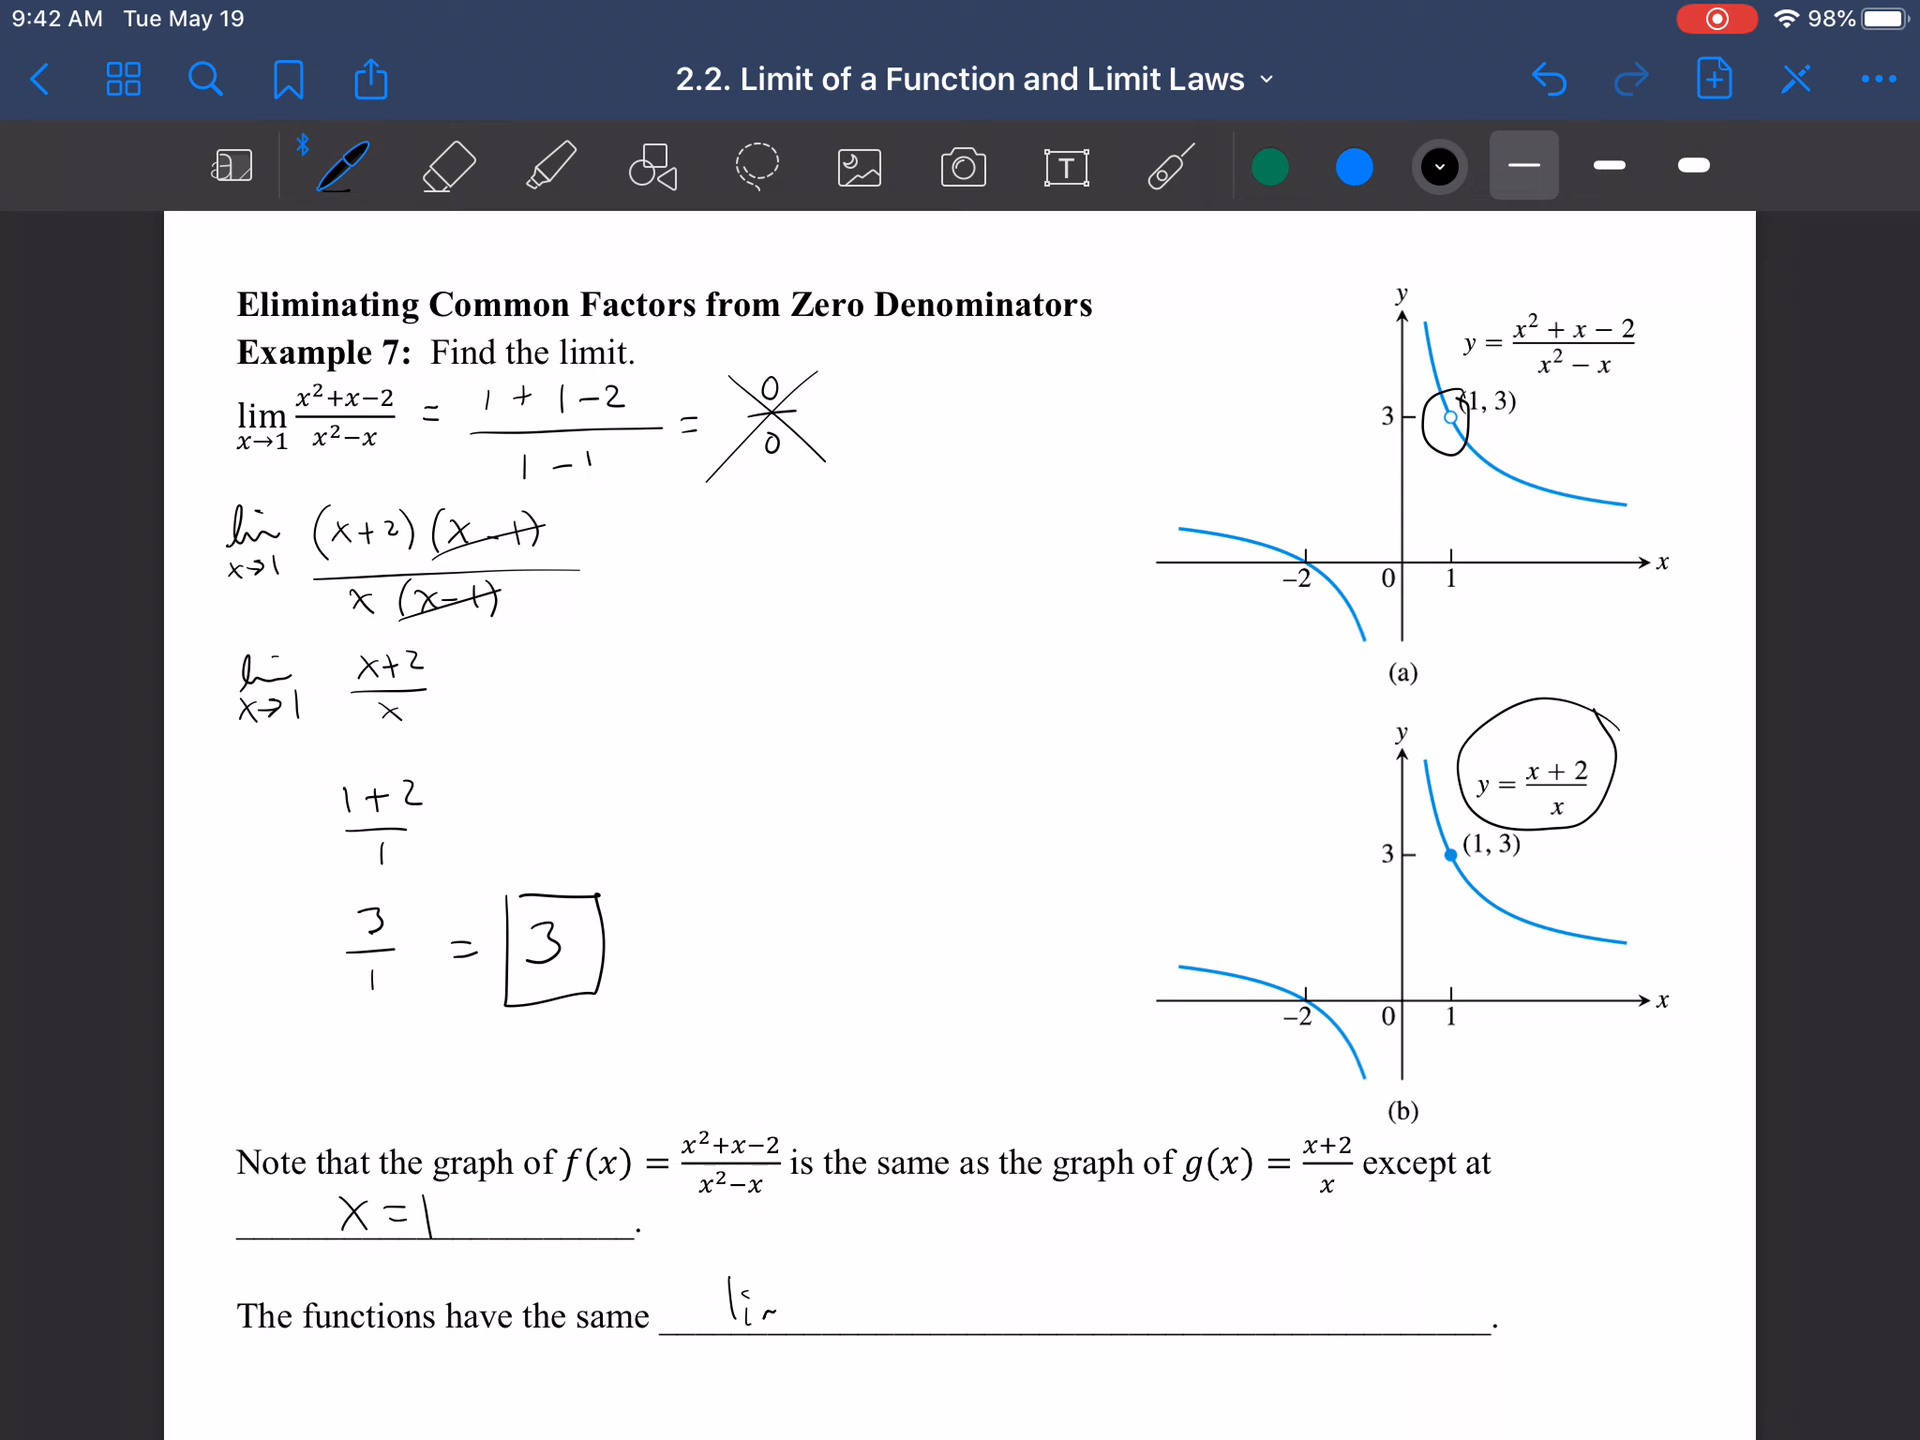 9:42 AM Tue May 19 98%
2.2. Limit of a Function and Limit Laws
T
Eliminating Common Factors from Zero Denominators
Example 7: Find the limit.
lim x→1 (x²+x−2)/(x²−x) = (1 + 1 − 2)/(1 − 1) = 0/0
lim x→1 (x+2)(x−1)/x(x−1)
lim x→1 (x+2)/x
(1+2)/1
3/1 = 3
y
y = (x² + x − 2)/(x² − x)
(1, 3)
3
−2 0 1 x
(a)
y
y = (x + 2)/x
(1, 3)
3
−2 0 1 x
(b)
Note that the graph of f(x) = (x²+x−2)/(x²−x) is the same as the graph of g(x) = (x+2)/x except at
x = 1.
The functions have the same li